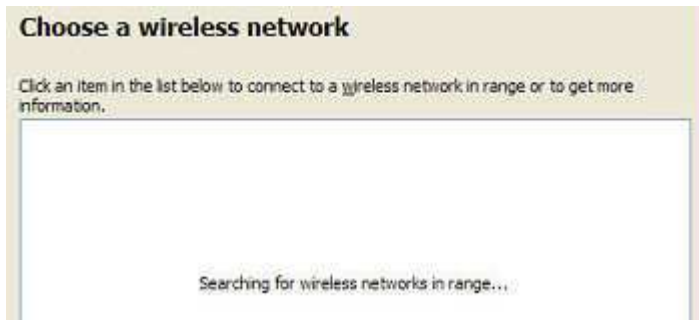 Choose a wireless network
Click an item in the list below to connect to a wireless network in range or to get more
information.
Searching for wireless networks in range...